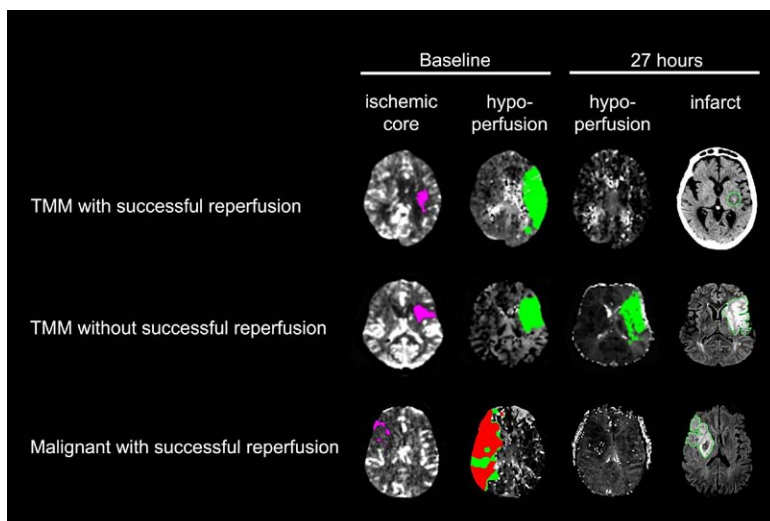 Baseline
27 hours
ischemic
core
hypo-
perfusion
hypo-
perfusion
infarct
TMM with successful reperfusion
TMM without successful reperfusion
Malignant with successful reperfusion